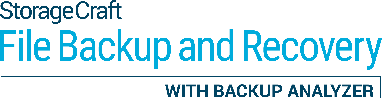 StorageCraft
File Backup and Recovery
WITH BACKUP ANALYZER